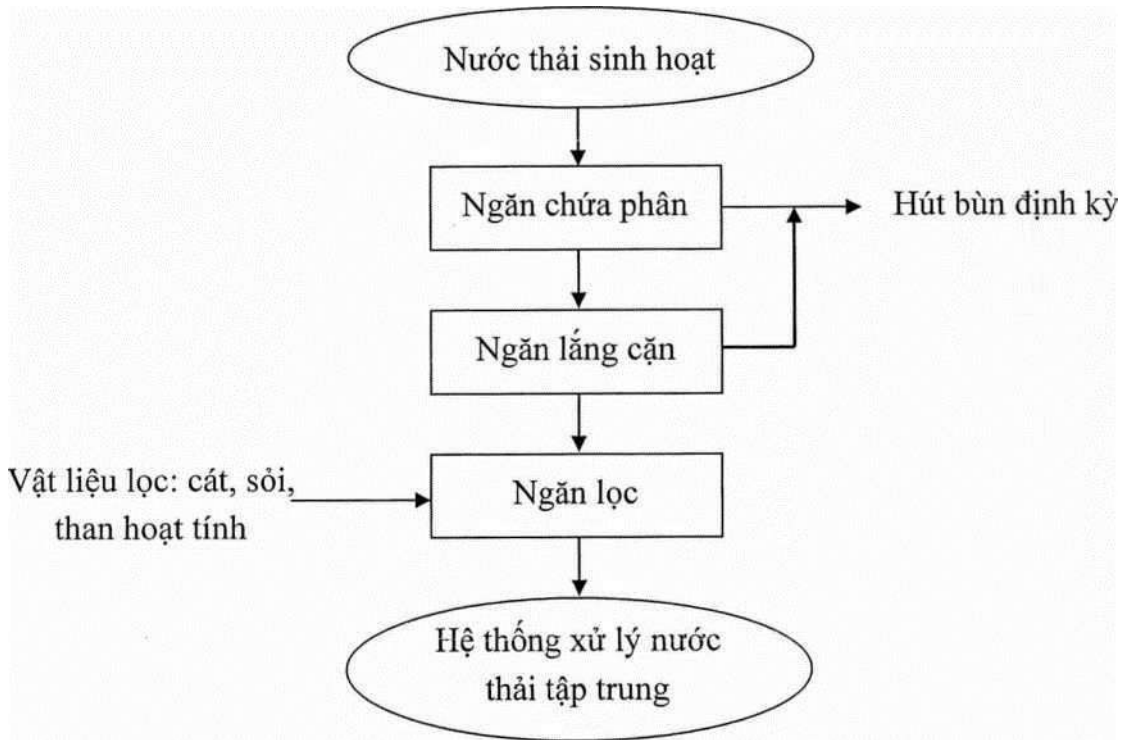 Nước thải sinh hoạt
Ngăn chứa phân
Hút bùn định kỳ
Ngăn lắng cặn
Vật liệu lọc: cát, sỏi,
than hoạt tính
Ngăn lọc
Hệ thống xử lý nước
thải tập trung